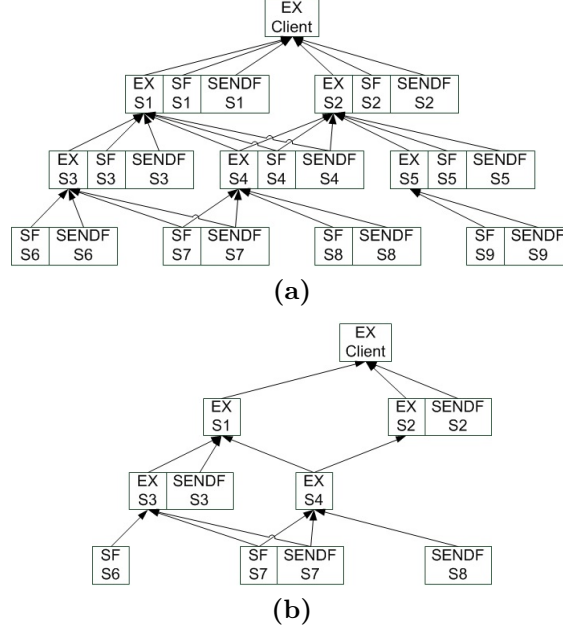 EX
Client
EX SF SENDF
S1 S1 S1
EX SF SENDF
S2 S2 S2
EX SF SENDF
S3 S3 S3
EX SF SENDF
S4 S4 S4
EX SF SENDF
S5 S5 S5
SF SENDF
S6 S6
SF SENDF
S7 S7
SF SENDF
S8 S8
SF SENDF
S9 S9
(a)
EX
Client
EX
S1
EX SENDF
S2 S2
EX SENDF
S3 S3
EX
S4
SF
S6
SF SENDF
S7 S7
SENDF
S8
(b)